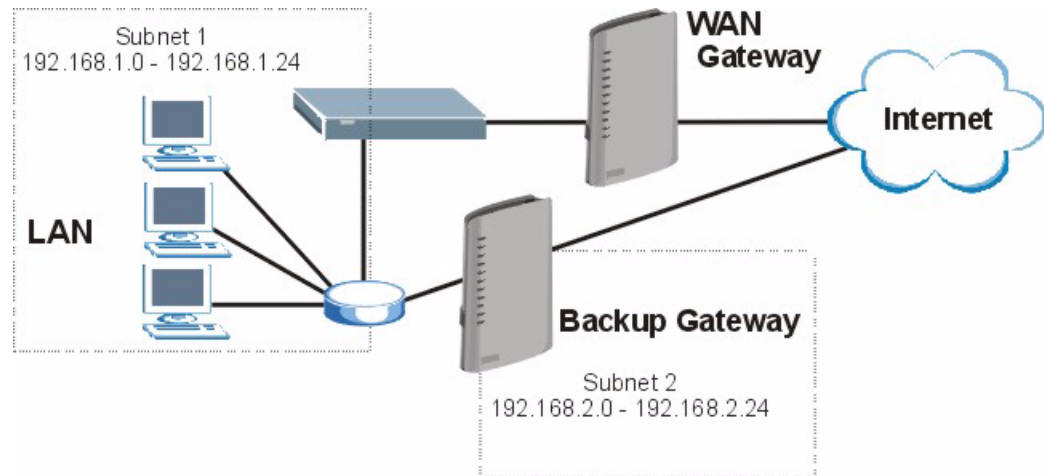 Subnet 1
192.168.1.0 - 192.168.1.24
WAN
Gateway
Internet
LAN
Backup Gateway
Subnet 2
192.168.2.0 - 192.168.2.24